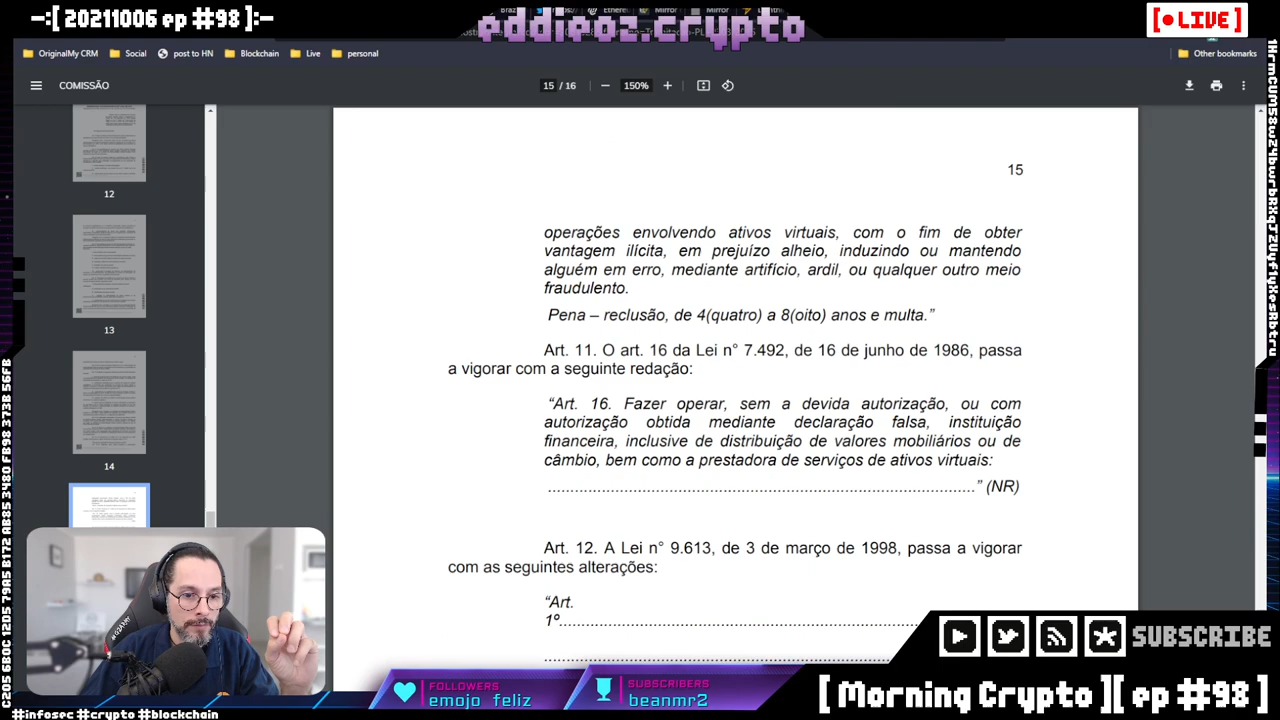 —:[ 20211006 ep #98 ]:—
eddieoz.crypto
[ LIVE ]
OriginalMy CRM
Social
post to HN
Blockchain
Live
personal
Other bookmarks
COMISSÃO
15 / 16
150%
12
13
14
15
operações envolvendo ativos virtuais, com o fim de obter
vantagem ilícita, em prejuízo alheio, induzindo ou mantendo
alguém em erro, mediante artifício, ardil, ou qualquer outro meio
fraudulento.
Pena – reclusão, de 4(quatro) a 8(oito) anos e multa.”
Art. 11. O art. 16 da Lei n° 7.492, de 16 de junho de 1986, passa
a vigorar com a seguinte redação:
“Art. 16. Fazer operar, sem a devida autorização, ou com
autorização obtida mediante declaração falsa, instituição
financeira, inclusive de distribuição de valores mobiliários ou de
câmbio, bem como a prestadora de serviços de ativos virtuais:
................................................................................” (NR)
Art. 12. A Lei n° 9.613, de 3 de março de 1998, passa a vigorar
com as seguintes alterações:
“Art.
1º....................................................................
SUBSCRIBE
FOLLOWERS
emojo_feliz
SUBSCRIBERS
beanmr2
[ Morning Crypto ][ ep #98 ]
#infosec #crypto #blockchain